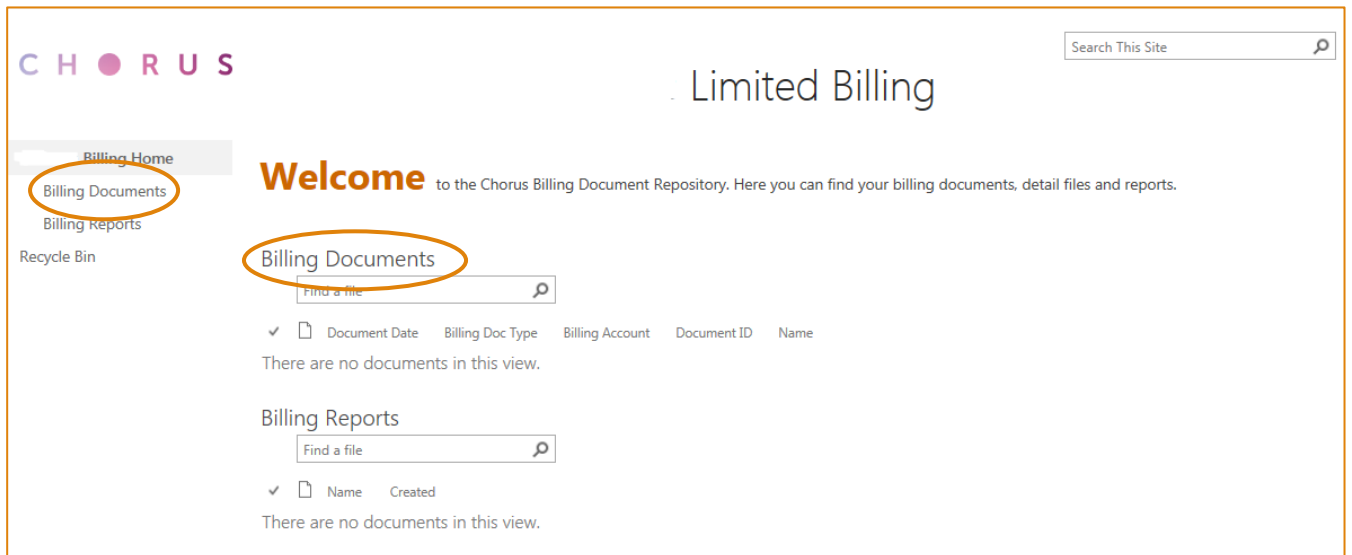 Search This Site
CHORUS
Limited Billing
Billing Home
Billing Documents
Billing Reports
Recycle Bin
Welcome to the Chorus Billing Document Repository. Here you can find your billing documents, detail files and reports.
Billing Documents
Find a file
Document Date Billing Doc Type Billing Account Document ID Name
There are no documents in this view.
Billing Reports
Find a file
Name Created
There are no documents in this view.